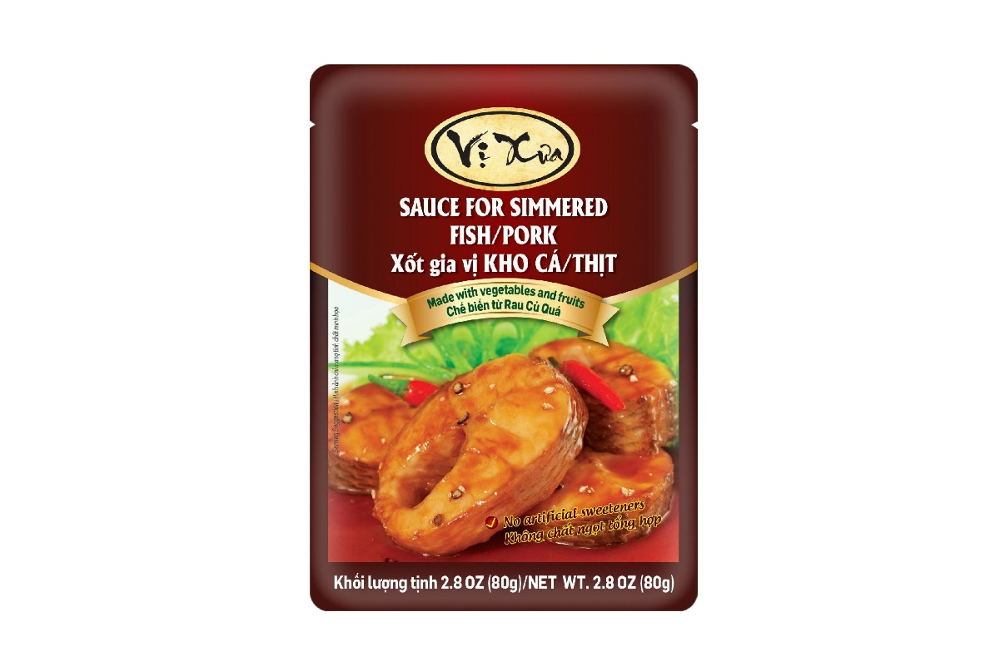 Vị Xưa
SAUCE FOR SIMMERED
FISH/PORK
Xốt gia vị KHO CÁ/THỊT
Made with vegetables and fruits
Chế biến từ Rau Củ Quả
Serving Suggestion / Hình ảnh chỉ mang tính chất minh họa
No artificial sweeteners
Không chất ngọt tổng hợp
Khối lượng tịnh 2.8 OZ (80g)/NET WT. 2.8 OZ (80g)